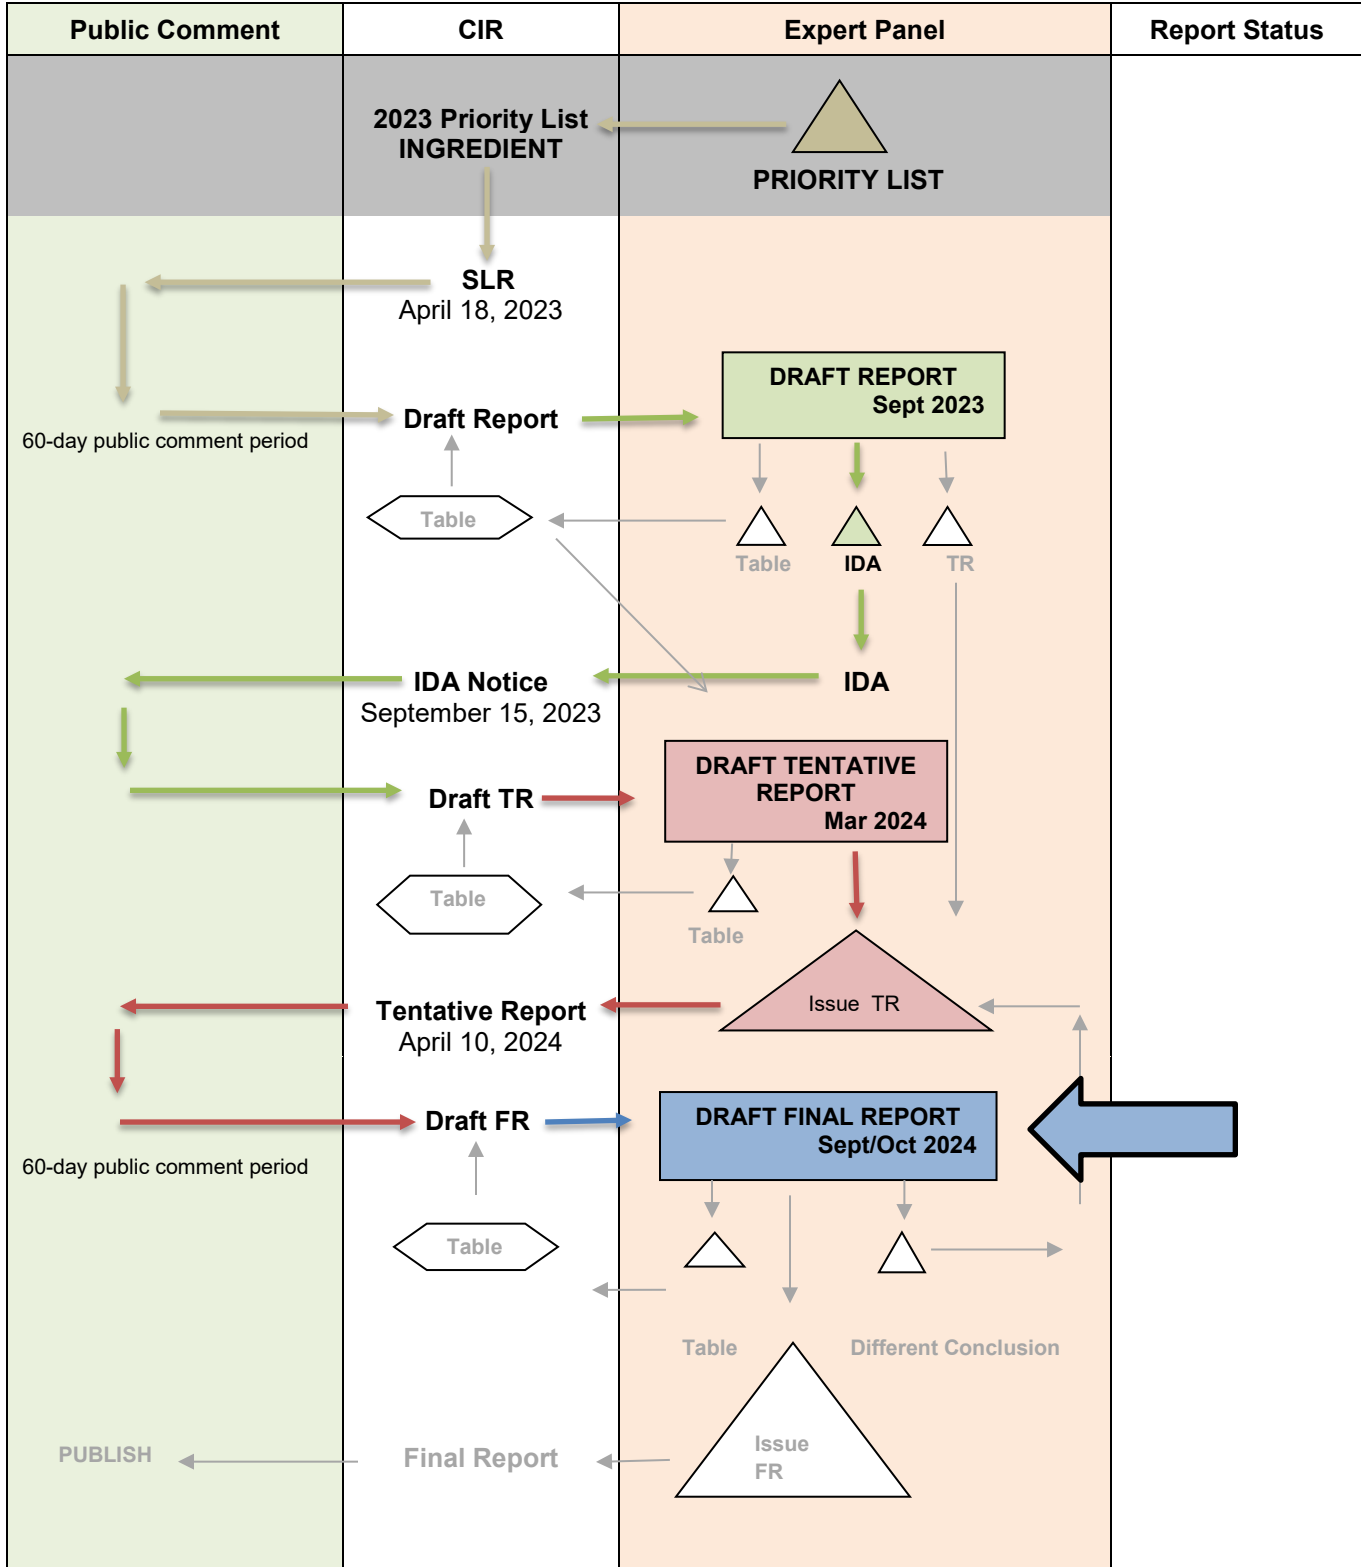 Public Comment
CIR
Expert Panel
Report Status
2023 Priority List
INGREDIENT
PRIORITY LIST
SLR
April 18, 2023
DRAFT REPORT
Sept 2023
Draft Report
60-day public comment period
Table
Table
IDA
TR
IDA Notice
September 15, 2023
IDA
DRAFT TENTATIVE
REPORT
Mar 2024
Draft TR
Table
Table
Issue TR
Tentative Report
April 10, 2024
DRAFT FINAL REPORT
Sept/Oct 2024
Draft FR
60-day public comment period
Table
Table
Different Conclusion
Issue
FR
Final Report
PUBLISH